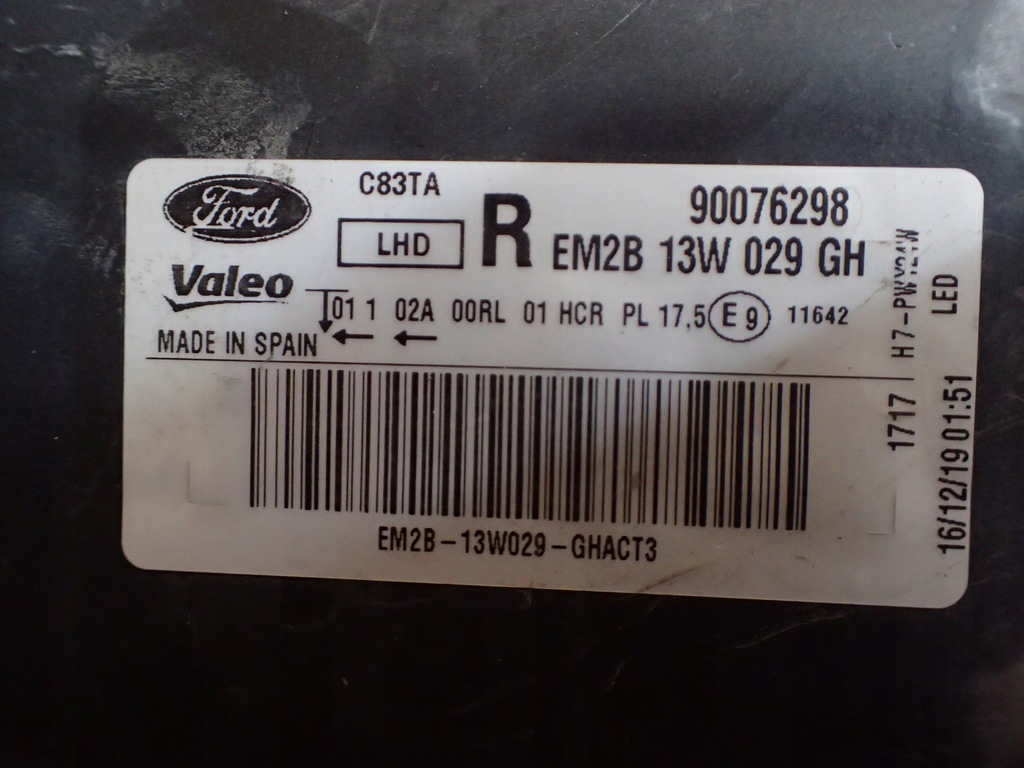 Ford
C83TA
LHD
R
90076298
EM2B 13W 029 GH
Valeo
01 1 02A 00RL 01 HCR PL 17,5 E9 11642
MADE IN SPAIN
EM2B-13W029-GHACT3
1717 H7-PWY24W
LED
16/12/19 01:51